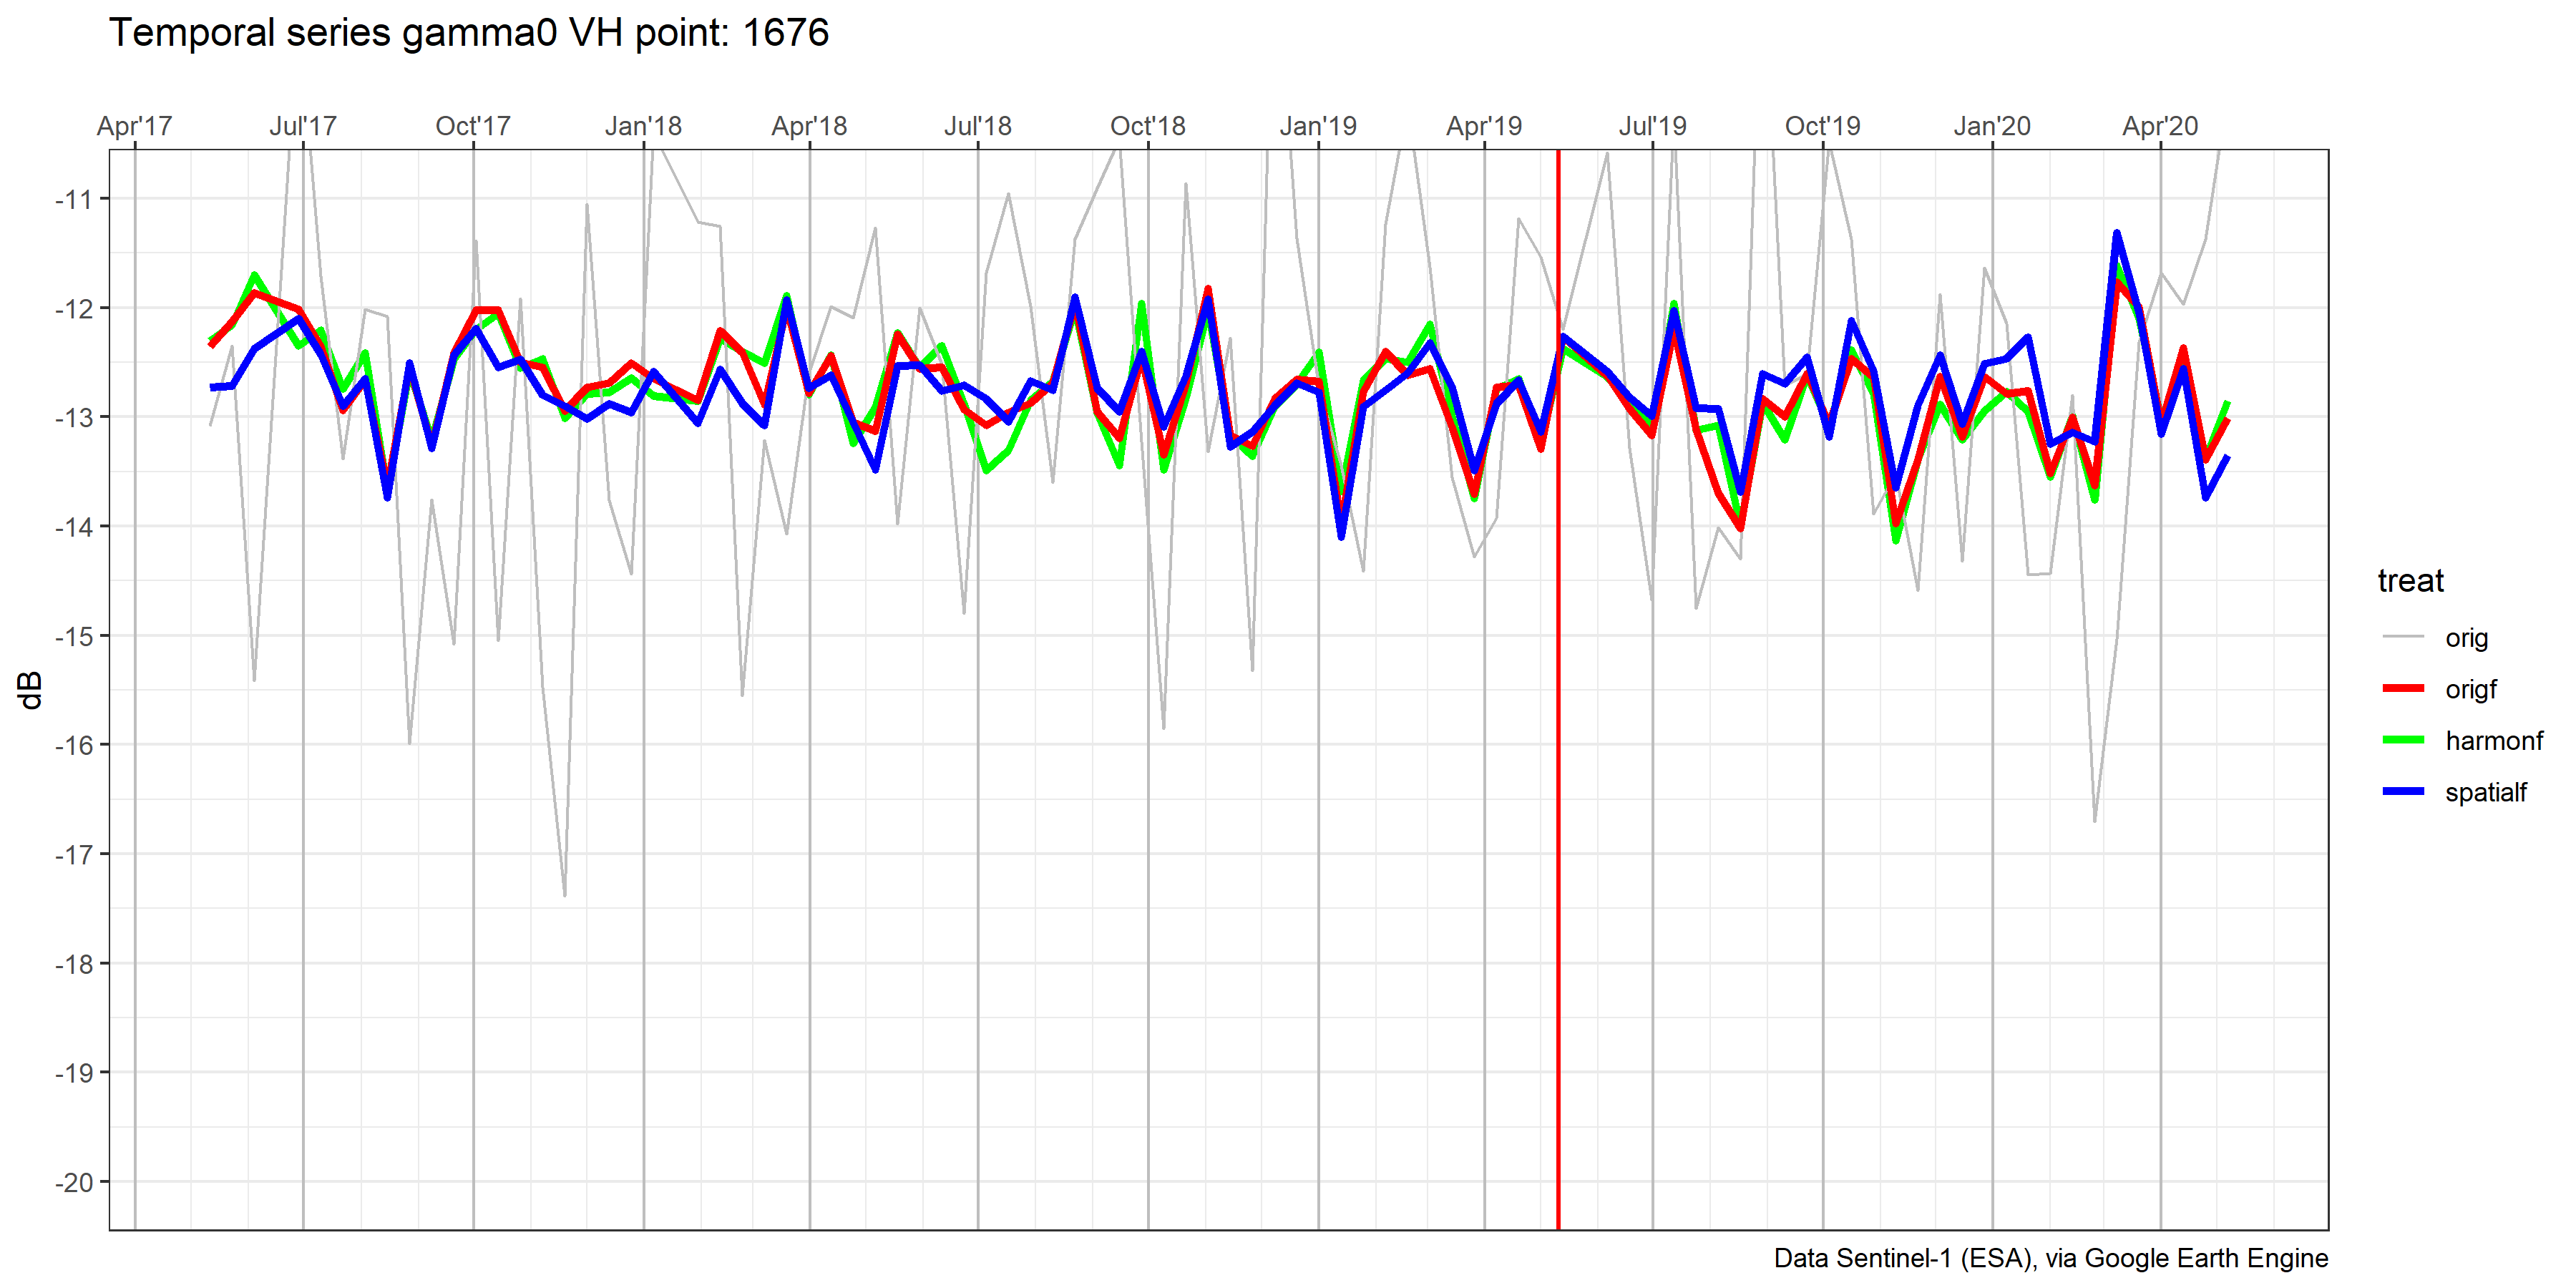 Temporal series gamma0 VH point: 1676
Apr'17 Jul'17 Oct'17 Jan'18 Apr'18 Jul'18 Oct'18 Jan'19 Apr'19 Jul'19 Oct'19 Jan'20 Apr'20
-11
-12
-13
-14
-15
-16
-17
-18
-19
-20
dB
treat
orig
origf
harmonf
spatialf
Data Sentinel-1 (ESA), via Google Earth Engine